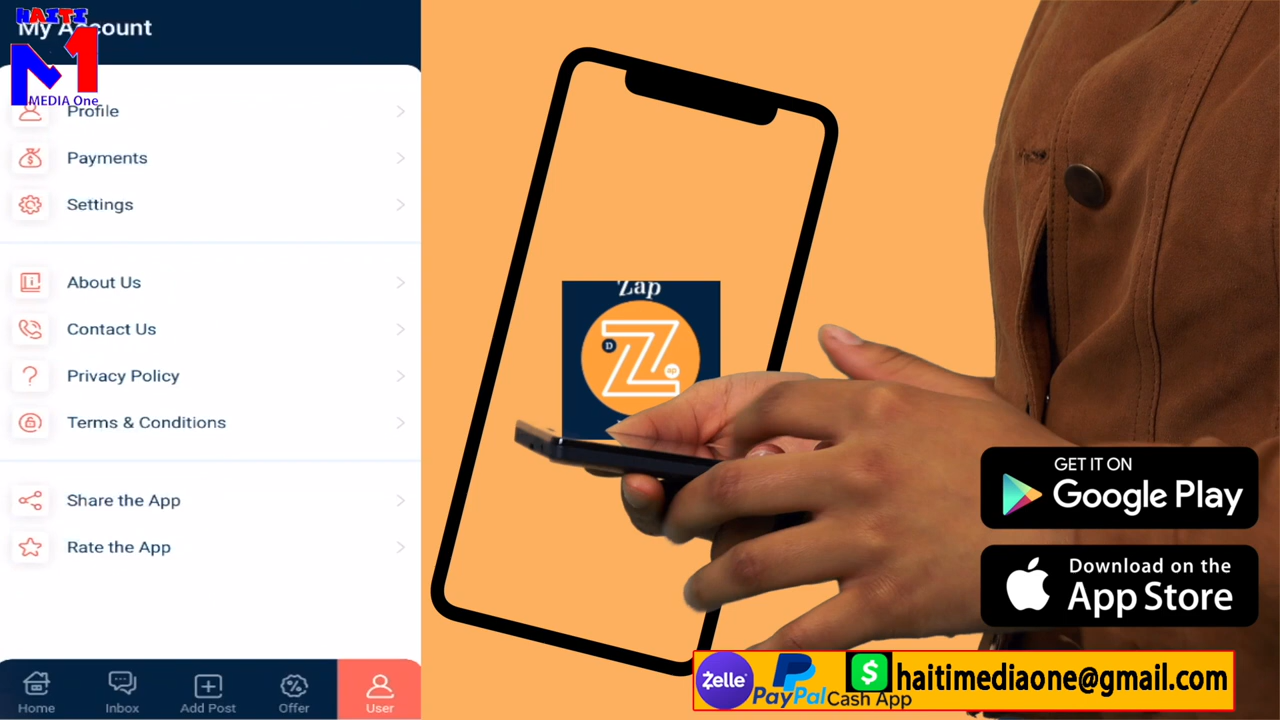 HAITI
My Account
M1
MEDIA One
Profile
Payments
Settings
About Us
Contact Us
Privacy Policy
Terms & Conditions
Share the App
Rate the App
Home
Inbox
Add Post
Offer
User
Zap
D
Z
zap
GET IT ON
Google Play
Download on the
App Store
Zelle
PayPal
$
Cash App
haitimediaone@gmail.com